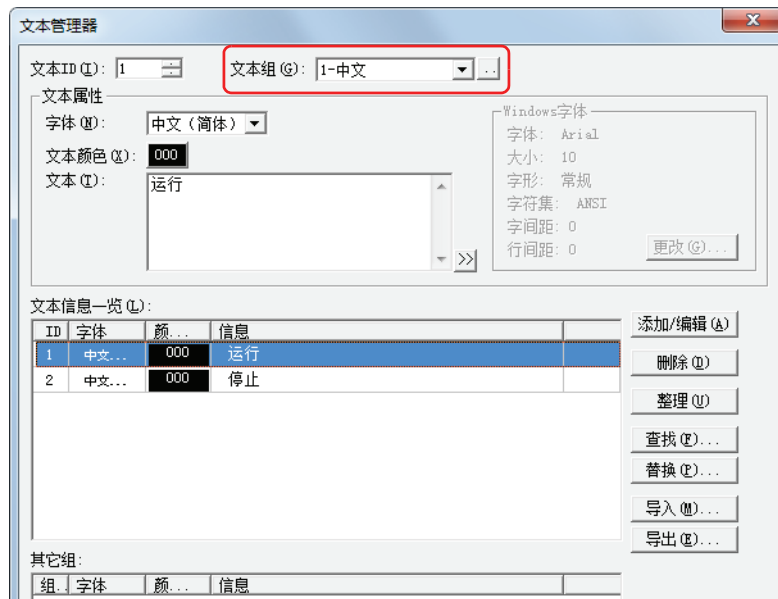 文本管理器
文本ID(I): 1 文本组(G): 1-中文 ..
文本属性
字体(N): 中文（简体）
文本颜色(X): 000
文本(T): 运行
>>
Windows字体
字体: Arial
大小: 10
字形: 常规
字符集: ANSI
字间距: 0
行间距: 0 更改(G)...
文本信息一览(L):
ID 字体 颜... 信息
1 中文... 000 运行
2 中文... 000 停止
添加/编辑(A)
删除(D)
整理(U)
查找(F)...
替换(P)...
导入(M)...
导出(E)...
其它组:
组. 字体 颜... 信息